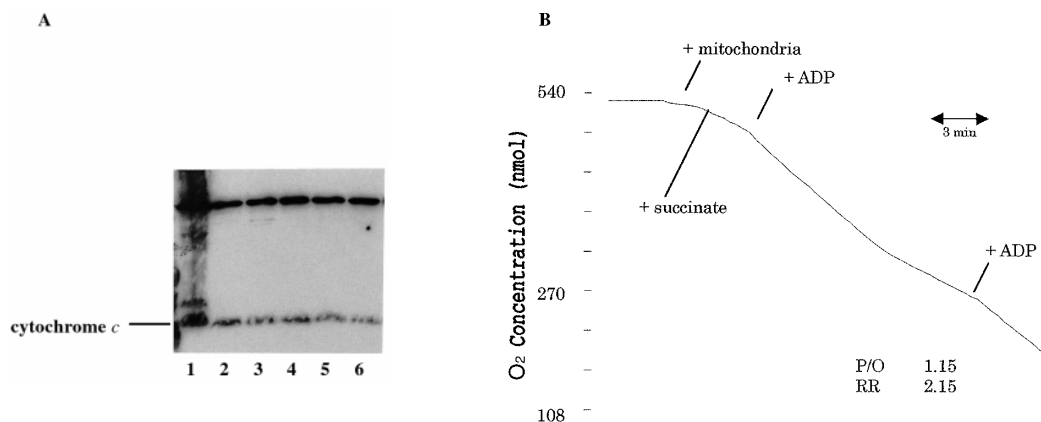 A
cytochrome c
1 2 3 4 5 6
B
+ mitochondria
+ ADP
540
3 min
+ succinate
+ ADP
270
O2 Concentration (nmol)
P/O 1.15
RR 2.15
108